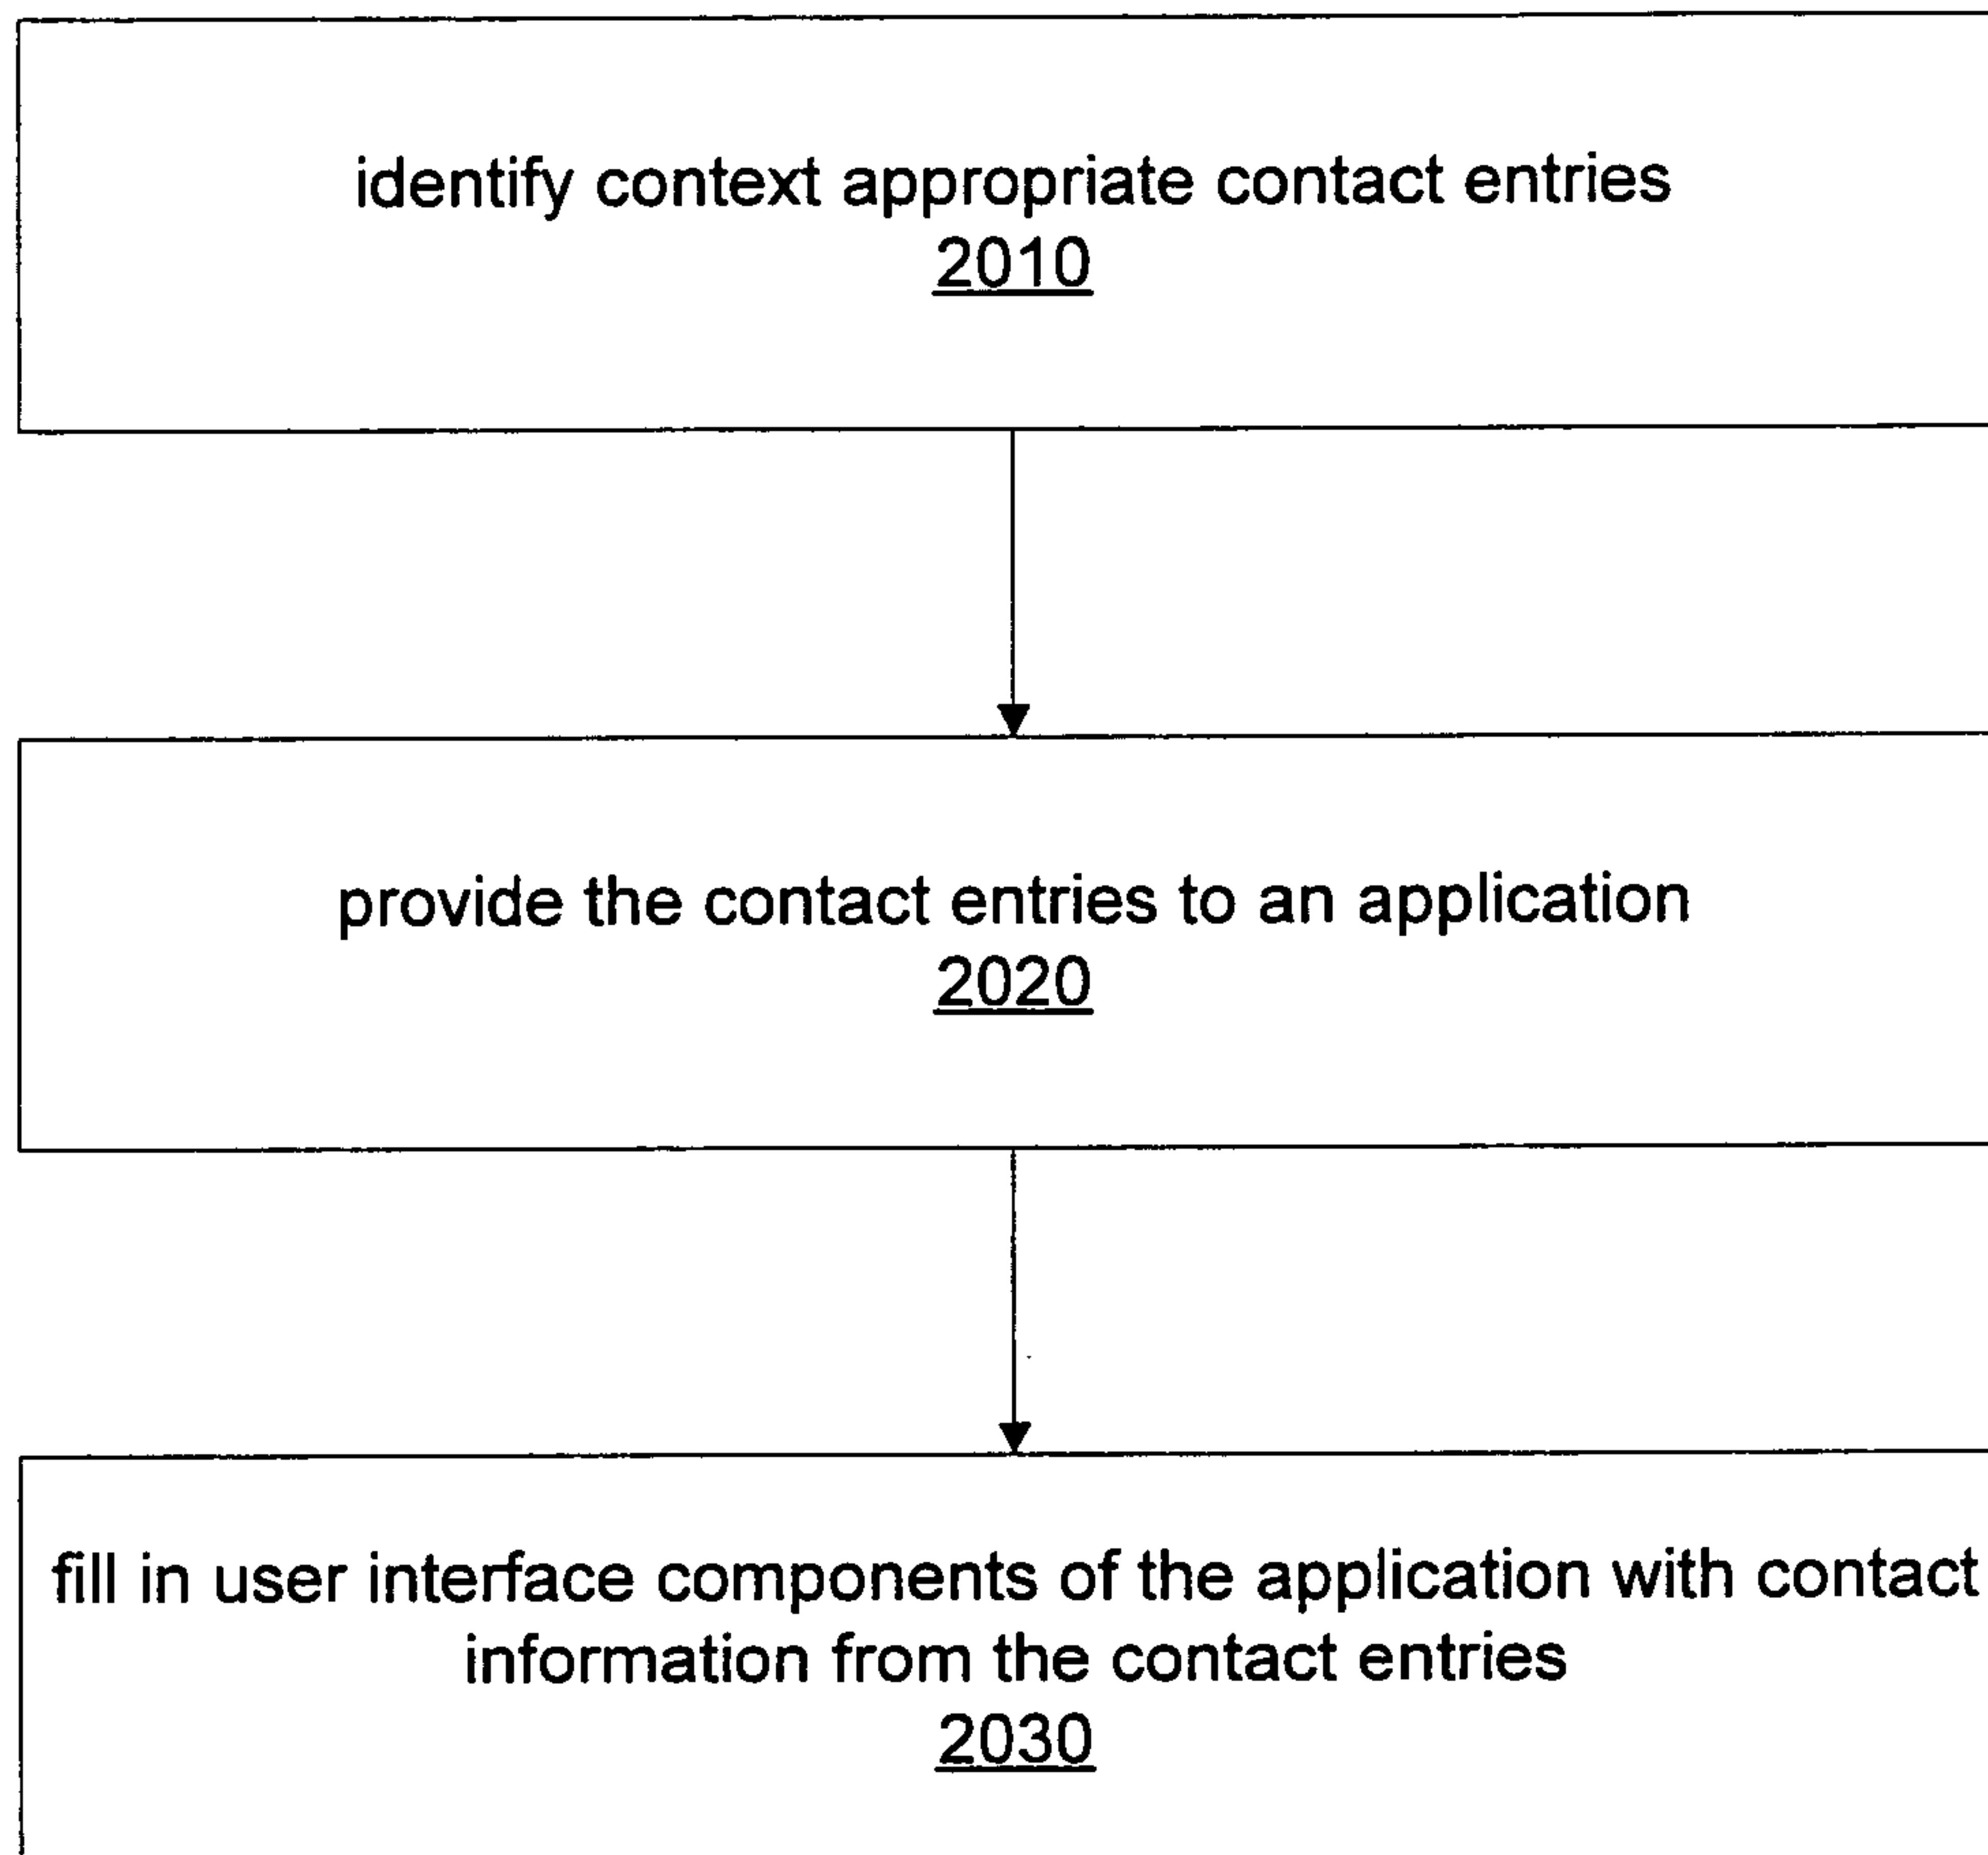 identify context appropriate contact entries
2010
provide the contact entries to an application
2020
fill in user interface components of the application with contact
information from the contact entries
2030